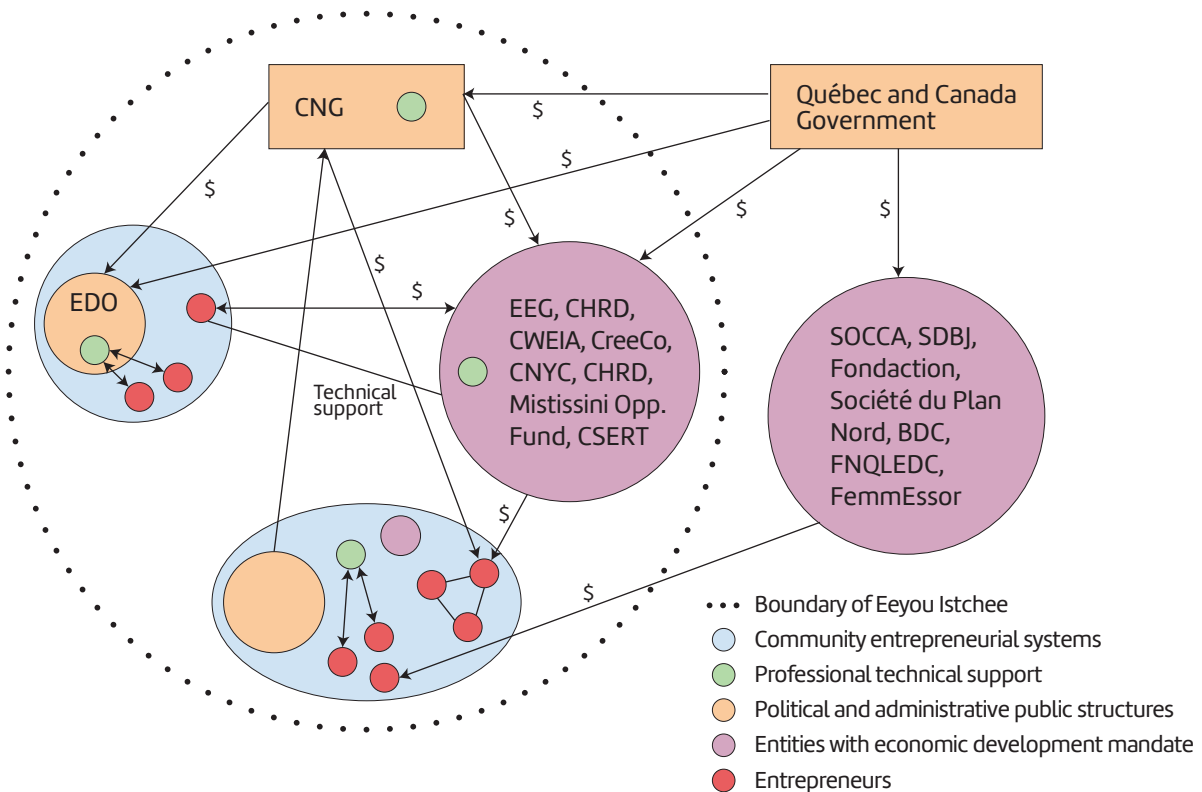 CNG
Québec and Canada
Government
$
$
$
$
$
$
$
$
EDO
EEG, CHRD,
CWEIA, CreeCo,
CNYC, CHRD,
Mistissini Opp.
Fund, CSERT
SOCCA, SDBJ,
Fondaction,
Société du Plan
Nord, BDC,
FNQLEDC,
FemmEssor
Technical
support
$
$
Boundary of Eeyou Istchee
Community entrepreneurial systems
Professional technical support
Political and administrative public structures
Entities with economic development mandate
Entrepreneurs